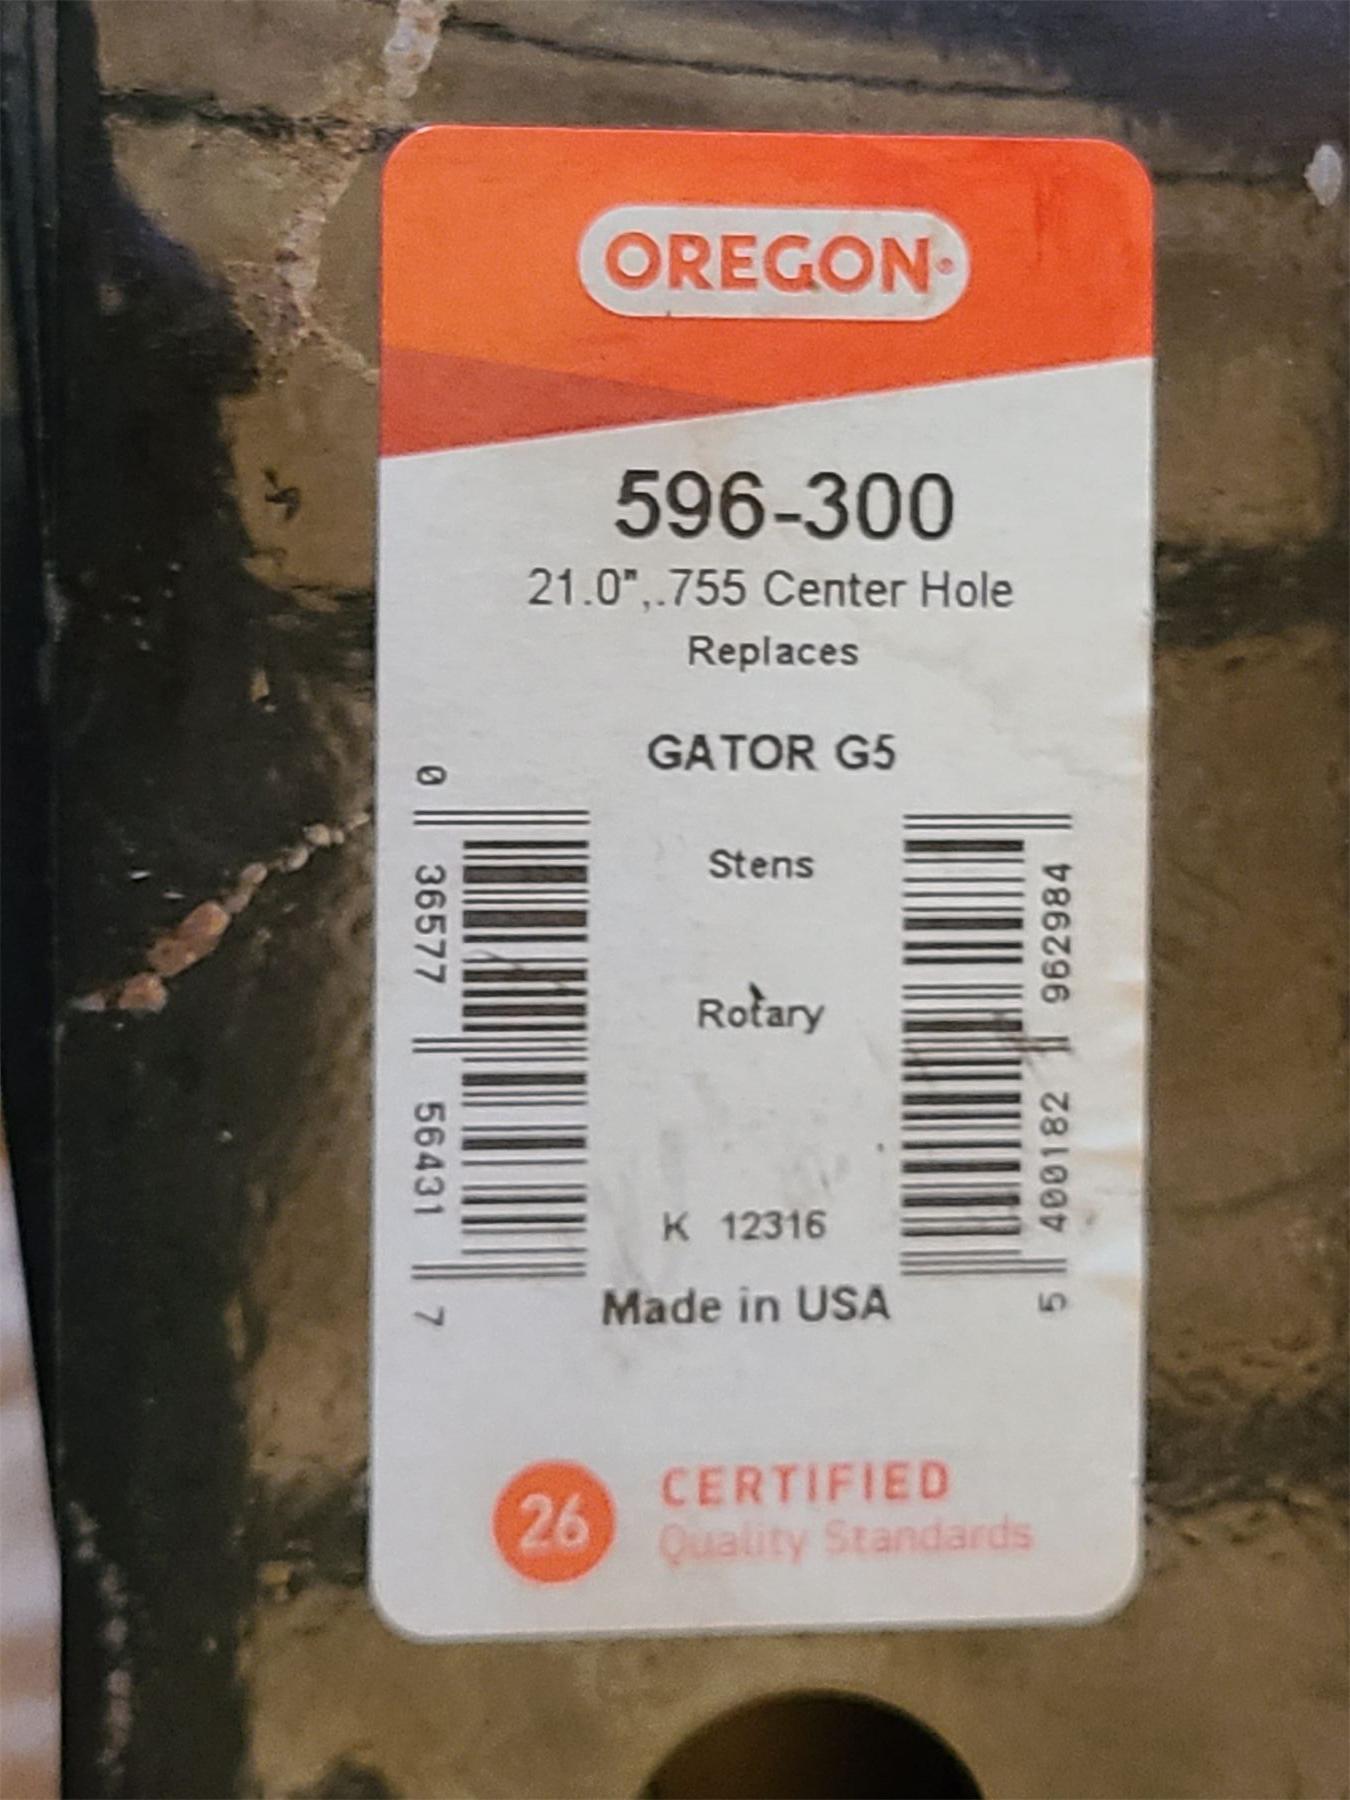 OREGON®
596-300
21.0",.755 Center Hole
Replaces
GATOR G5
Stens
Rotary
K 12316
Made in USA
0 36577 56431 7
5 400182 962984
26
CERTIFIED
Quality Standards